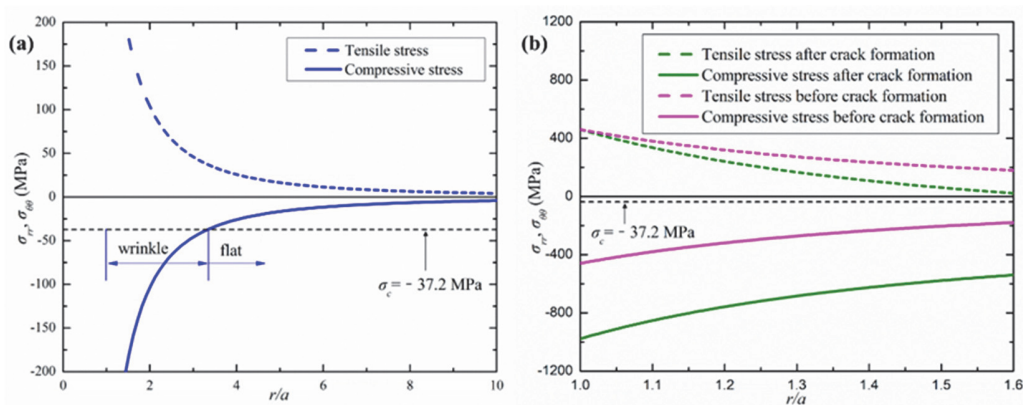 (a)
200
150
100
50
0
-50
-100
-150
-200
σrr, σθθ (MPa)
Tensile stress
Compressive stress
wrinkle
flat
σc= - 37.2 MPa
0
2
4
6
8
10
r/a
(b)
1200
800
400
0
-400
-800
-1200
σrr, σθθ (MPa)
Tensile stress after crack formation
Compressive stress after crack formation
Tensile stress before crack formation
Compressive stress before crack formation
σc= - 37.2 MPa
1.0
1.1
1.2
1.3
1.4
1.5
1.6
r/a